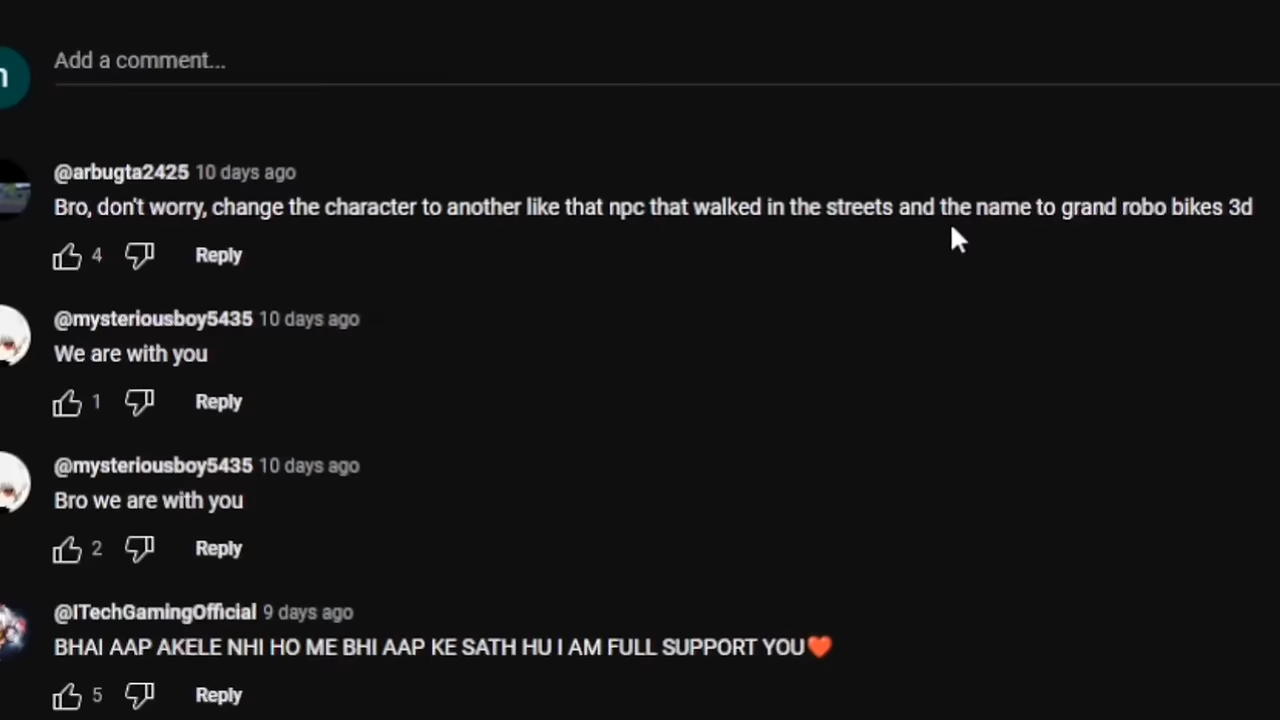 Add a comment...
@arbugta2425 10 days ago
Bro, don't worry, change the character to another like that npc that walked in the streets and the name to grand robo bikes 3d
4 Reply
@mysteriousboy5435 10 days ago
We are with you
1 Reply
@mysteriousboy5435 10 days ago
Bro we are with you
2 Reply
@ITechGamingOfficial 9 days ago
BHAI AAP AKELE NHI HO ME BHI AAP KE SATH HU I AM FULL SUPPORT YOU❤️
5 Reply